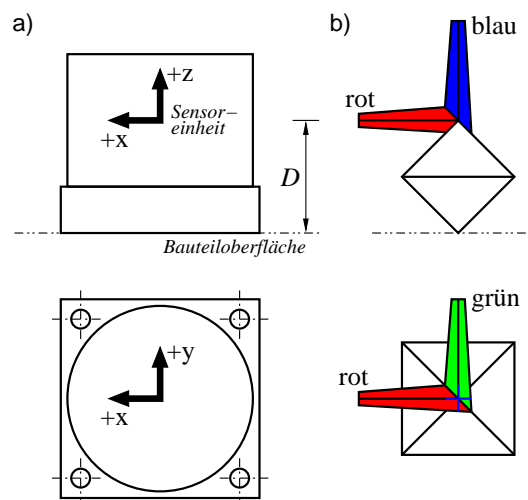 a)
+z
Sensor-
einheit
+x
D
Bauteiloberfläche
+y
+x
b)
blau
rot
grün
rot